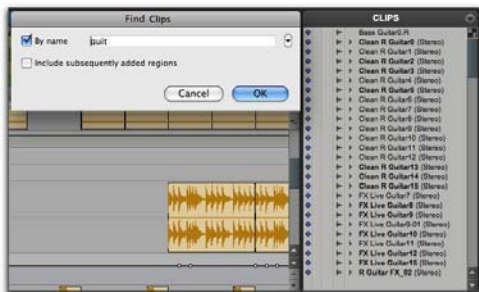 Find Clips
By name
guit
Include subsequently added regions
Cancel
OK
CLIPS
Bass Guitar0.R
Clean R Guitar0 (Stereo)
Clean R Guitar1 (Stereo)
Clean R Guitar2 (Stereo)
Clean R Guitar3 (Stereo)
Clean R Guitar4 (Stereo)
Clean R Guitar5 (Stereo)
Clean R Guitar6 (Stereo)
Clean R Guitar7 (Stereo)
Clean R Guitar8 (Stereo)
Clean R Guitar9 (Stereo)
Clean R Guitar10 (Stereo)
Clean R Guitar11 (Stereo)
Clean R Guitar12 (Stereo)
Clean R Guitar13 (Stereo)
Clean R Guitar14 (Stereo)
Clean R Guitar15 (Stereo)
FX Live Guitar7 (Stereo)
FX Live Guitar8 (Stereo)
FX Live Guitar9 (Stereo)
FX Live Guitar9-01 (Stereo)
FX Live Guitar10 (Stereo)
FX Live Guitar11 (Stereo)
FX Live Guitar12 (Stereo)
FX Live Guitar15 (Stereo)
R Guitar FX_02 (Stereo)